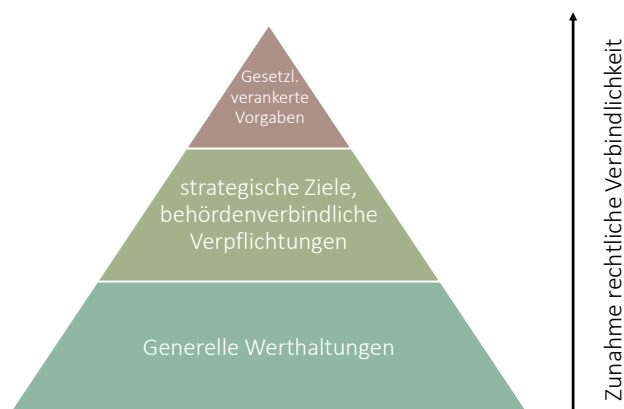 Gesetzl.
verankerte
Vorgaben
strategische Ziele,
behördenverbindliche
Verpflichtungen
Generelle Werthaltungen
Zunahme rechtliche Verbindlichkeit